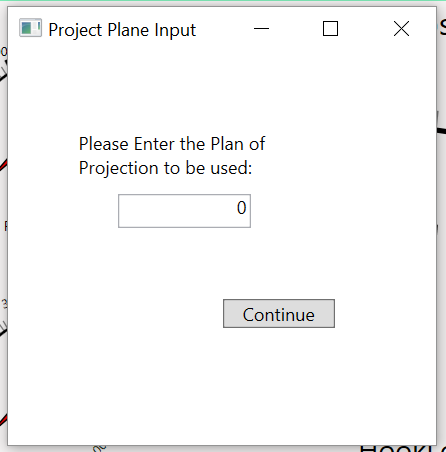 Project Plane Input
Please Enter the Plan of
Projection to be used:
0
Continue